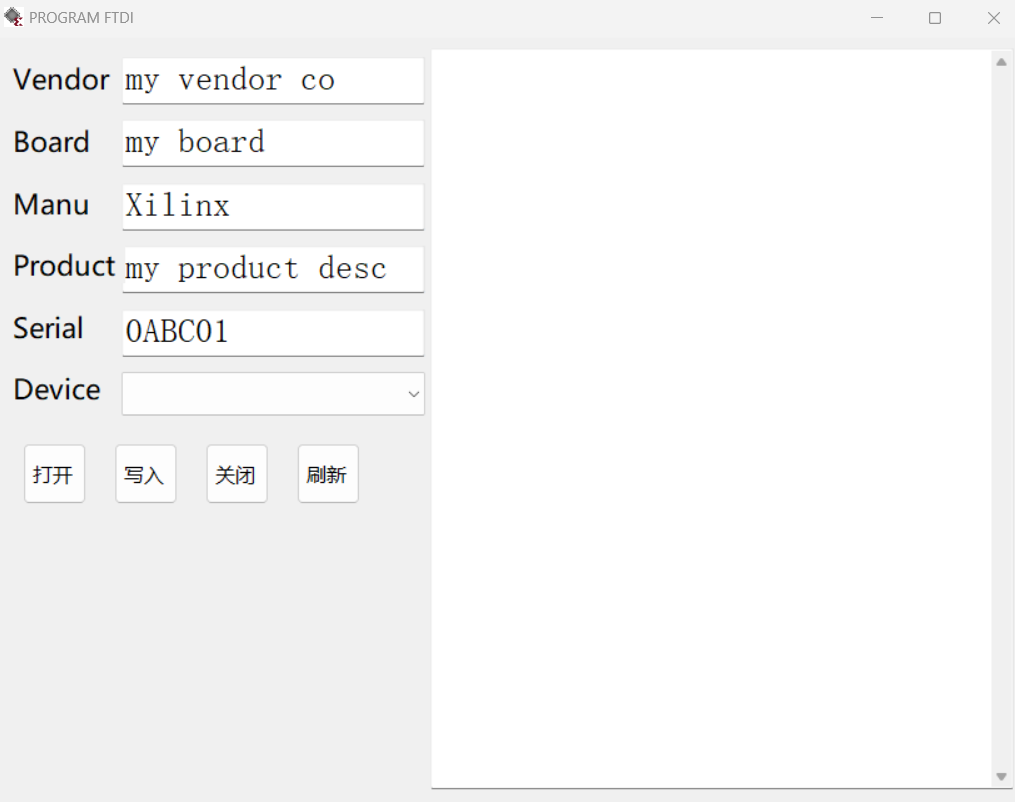 PROGRAM FTDI
Vendor my vendor co
Board my board
Manu Xilinx
Product my product desc
Serial 0ABC01
Device
打开 写入 关闭 刷新